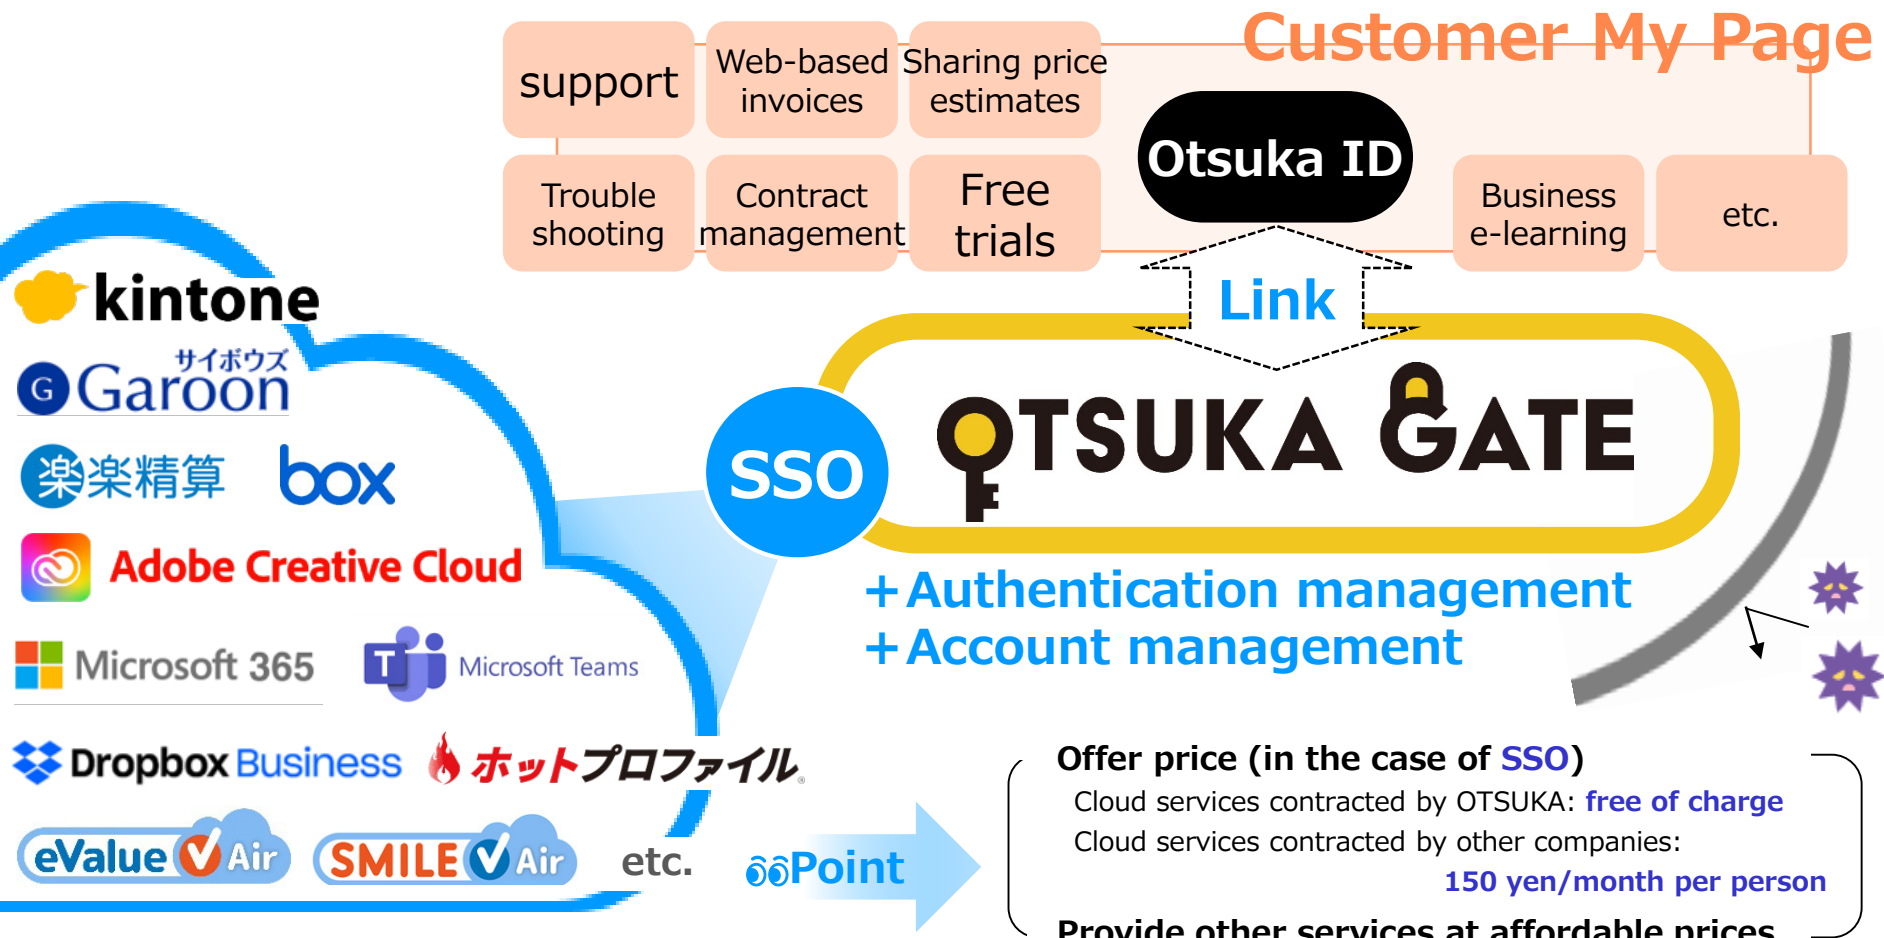 Customer My Page
support
Web-based
invoices
Sharing price
estimates
Otsuka ID
Trouble
shooting
Contract
management
Free
trials
Business
e-learning
etc.
Link
kintone
サイボウズ
G Garoon
楽楽精算
box
Adobe Creative Cloud
Microsoft 365
T
Microsoft Teams
Dropbox Business
ホットプロファイル®
eValue V Air
SMILE V Air
etc.
SSO
OTSUKA GATE
+Authentication management
+Account management
Point
Offer price (in the case of SSO)
Cloud services contracted by OTSUKA: free of charge
Cloud services contracted by other companies:
150 yen/month per person
Provide other services at affordable prices